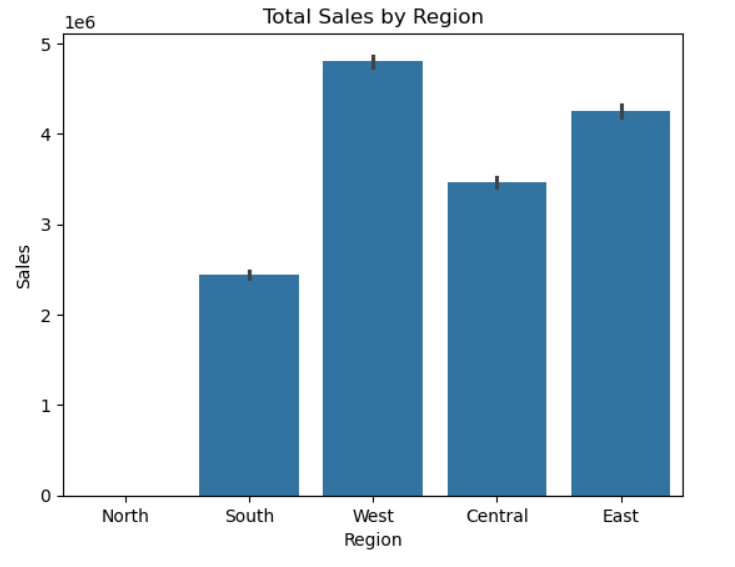 Total Sales by Region
1e6
5
4
3
2
1
0
Sales
North South West Central East
Region